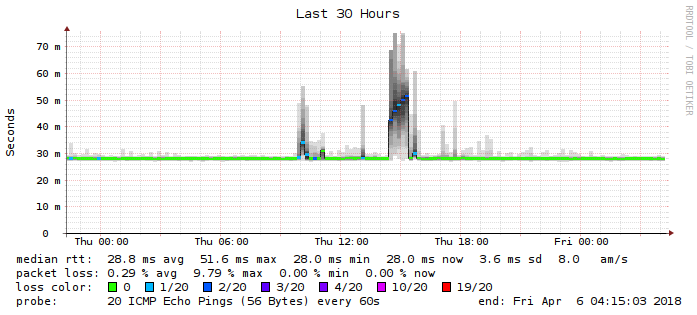 Last 30 Hours
RRDTOOL / TOBI OETIKER
Seconds
70 m
60 m
50 m
40 m
30 m
20 m
10 m
0
Thu 00:00 Thu 06:00 Thu 12:00 Thu 18:00 Fri 00:00
median rtt: 28.8 ms avg 51.6 ms max 28.0 ms min 28.0 ms now 3.6 ms sd 8.0 am/s
packet loss: 0.29 % avg 9.79 % max 0.00 % min 0.00 % now
loss color: 0 1/20 2/20 3/20 4/20 10/20 19/20
probe: 20 ICMP Echo Pings (56 Bytes) every 60s end: Fri Apr 6 04:15:03 2018